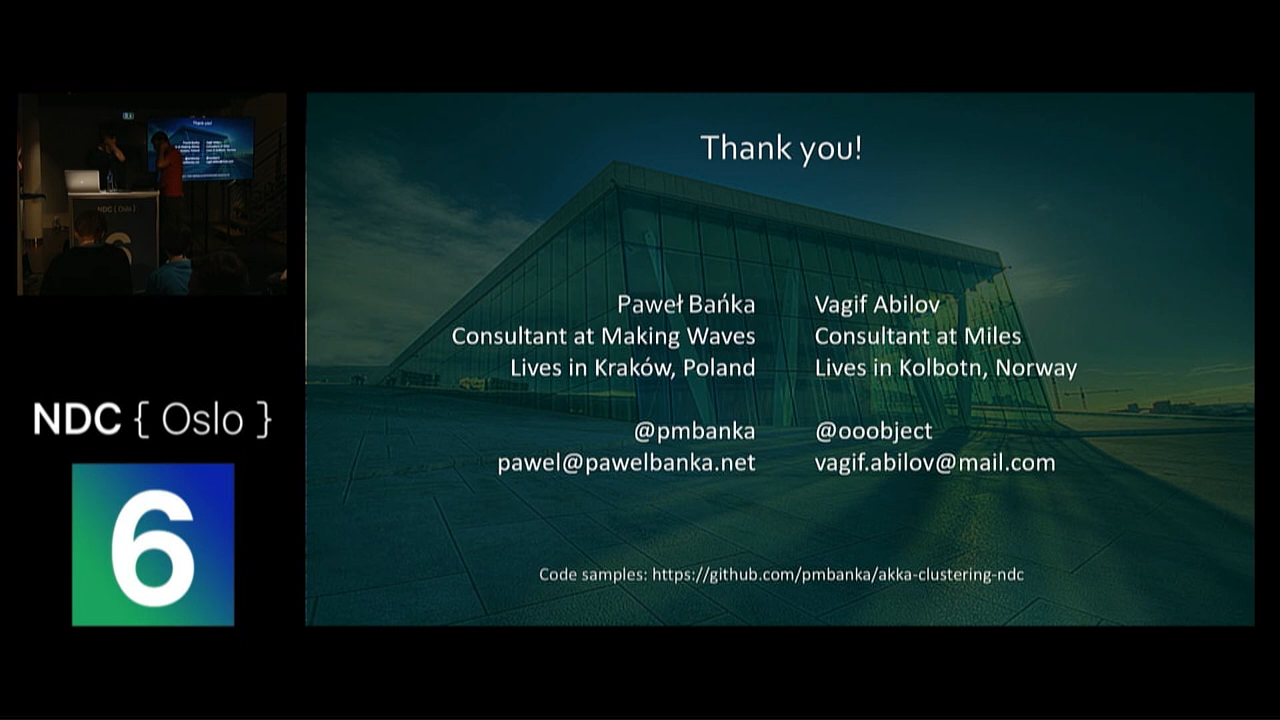 NDC { Oslo }
6
Thank you!
Paweł Bańka
Consultant at Making Waves
Lives in Kraków, Poland
@pmbanka
pawel@pawelbanka.net
Vagif Abilov
Consultant at Miles
Lives in Kolbotn, Norway
@ooobject
vagif.abilov@mail.com
Code samples: https://github.com/pmbanka/akka-clustering-ndc